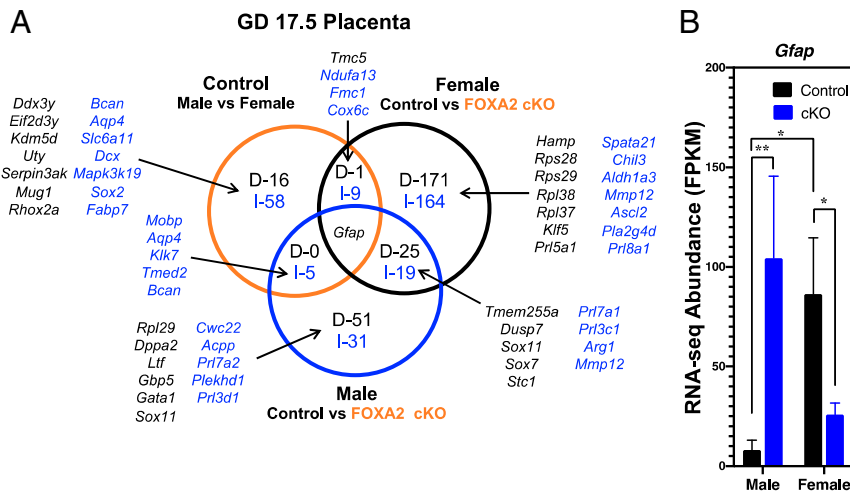 A
GD 17.5 Placenta
Control
Male vs Female
Female
Control vs FOXA2 cKO
Tmc5
Ndufa13
Fmc1
Cox6c
Ddx3y Bcan
Eif2d3y Aqp4
Kdm5d Slc6a11
Uty Dcx
Serpin3ak Mapk3k19
Mug1 Sox2
Rhox2a Fabp7
D-16
I-58
D-1
I-9
D-171
I-164
Hamp Spata21
Rps28 Chil3
Rps29 Aldh1a3
Rpl38 Mmp12
Rpl37 Ascl2
Klf5 Pla2g4d
Prl5a1 Prl8a1
Mobp
Aqp4
Klk7
Tmed2
Bcan
D-0
I-5
Gfap
D-25
I-19
Tmem255a Prl7a1
Dusp7 Prl3c1
Sox11 Arg1
Sox7 Mmp12
Stc1
D-51
I-31
Rpl29 Cwc22
Dppa2 Acpp
Ltf Prl7a2
Gbp5 Plekhd1
Gata1 Prl3d1
Sox11
Male
Control vs FOXA2 cKO
B
Gfap
Control
cKO
RNA-seq Abundance (FPKM)
200
150
100
50
0
*
**
*
Male Female